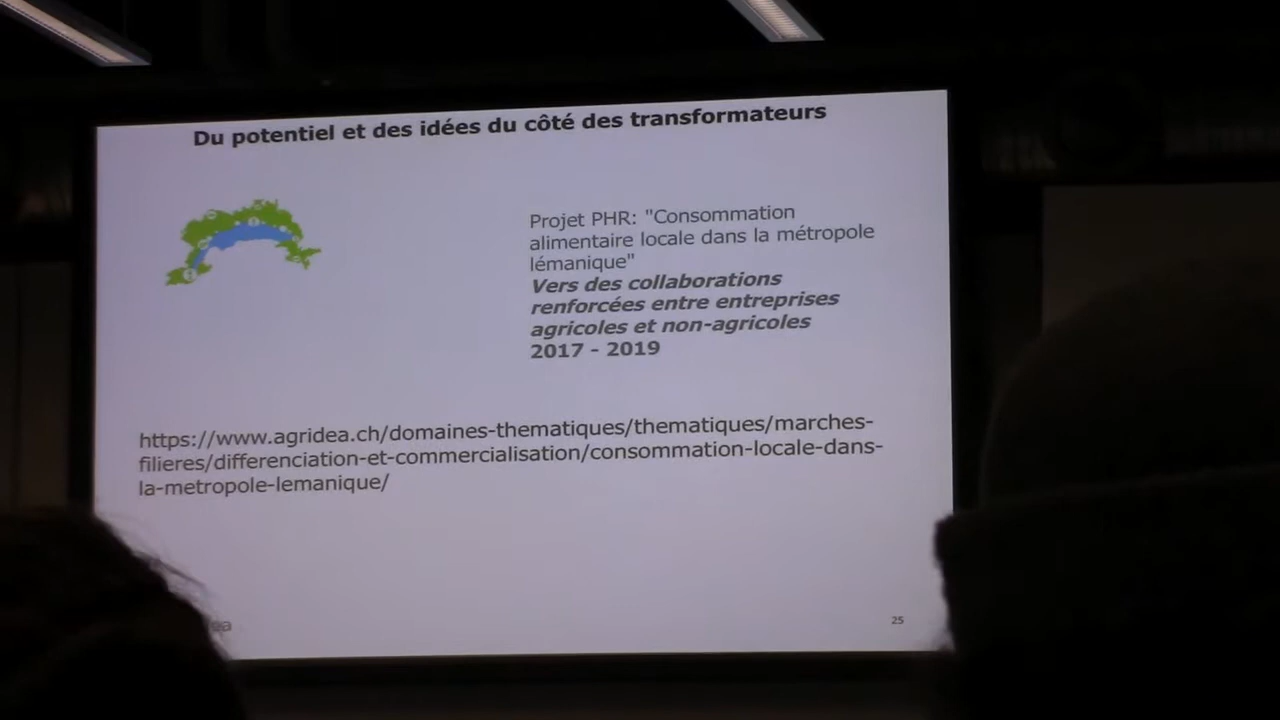 Du potentiel et des idées du côté des transformateurs
Projet PHR: "Consommation
alimentaire locale dans la métropole
lémanique"
Vers des collaborations
renforcées entre entreprises
agricoles et non-agricoles
2017 - 2019
https://www.agridea.ch/domaines-thematiques/thematiques/marches-
filieres/differenciation-et-commercialisation/consommation-locale-dans-
la-metropole-lemanique/
25